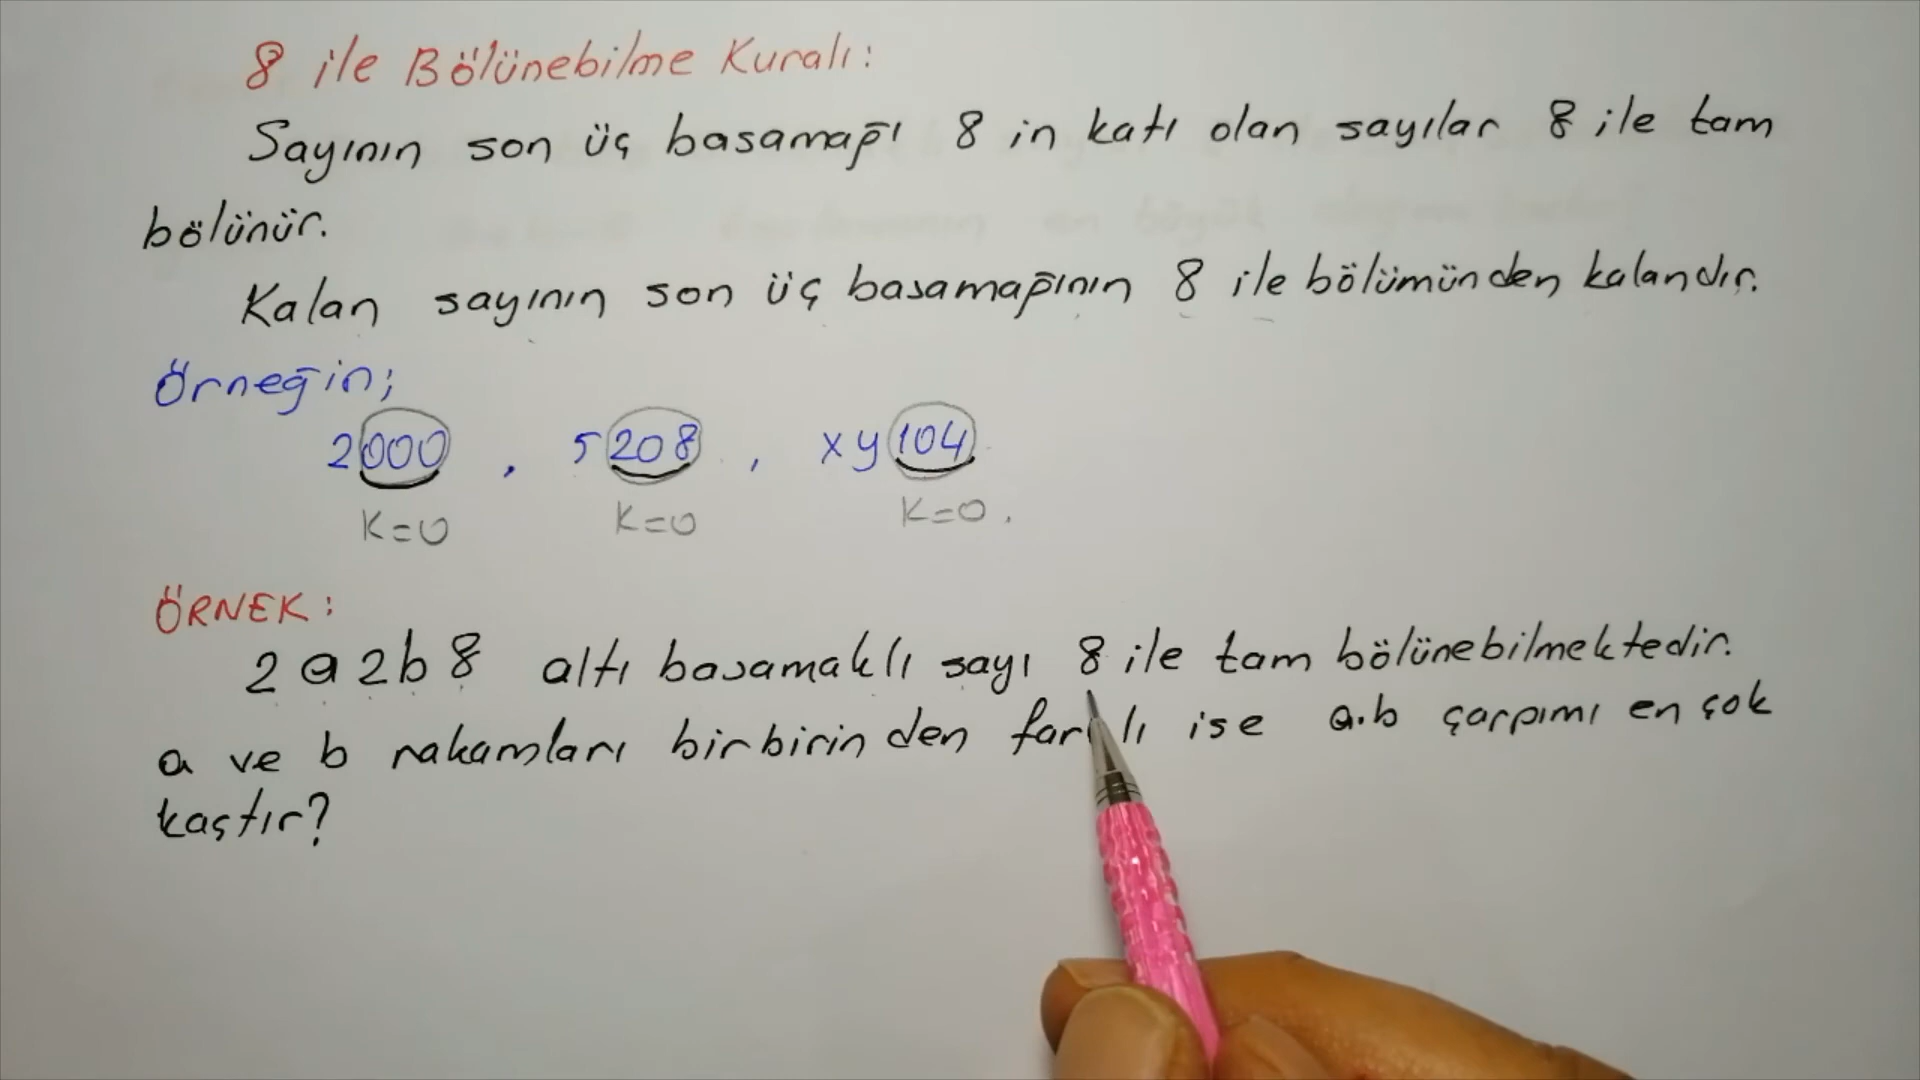 8 ile Bölünebilme Kuralı:
Sayının son üç basamağı 8 in katı olan sayılar 8 ile tam
bölünür.
Kalan sayının son üç basamağının 8 ile bölümünden kalandır.
Örneğin;
2000 , 5208 , xy104
K=0 K=0 K=0.
ÖRNEK:
2a2b8 altı basamaklı sayı 8 ile tam bölünebilmektedir.
a ve b rakamları birbirinden farklı ise a.b çarpımı en çok
kaçtır?